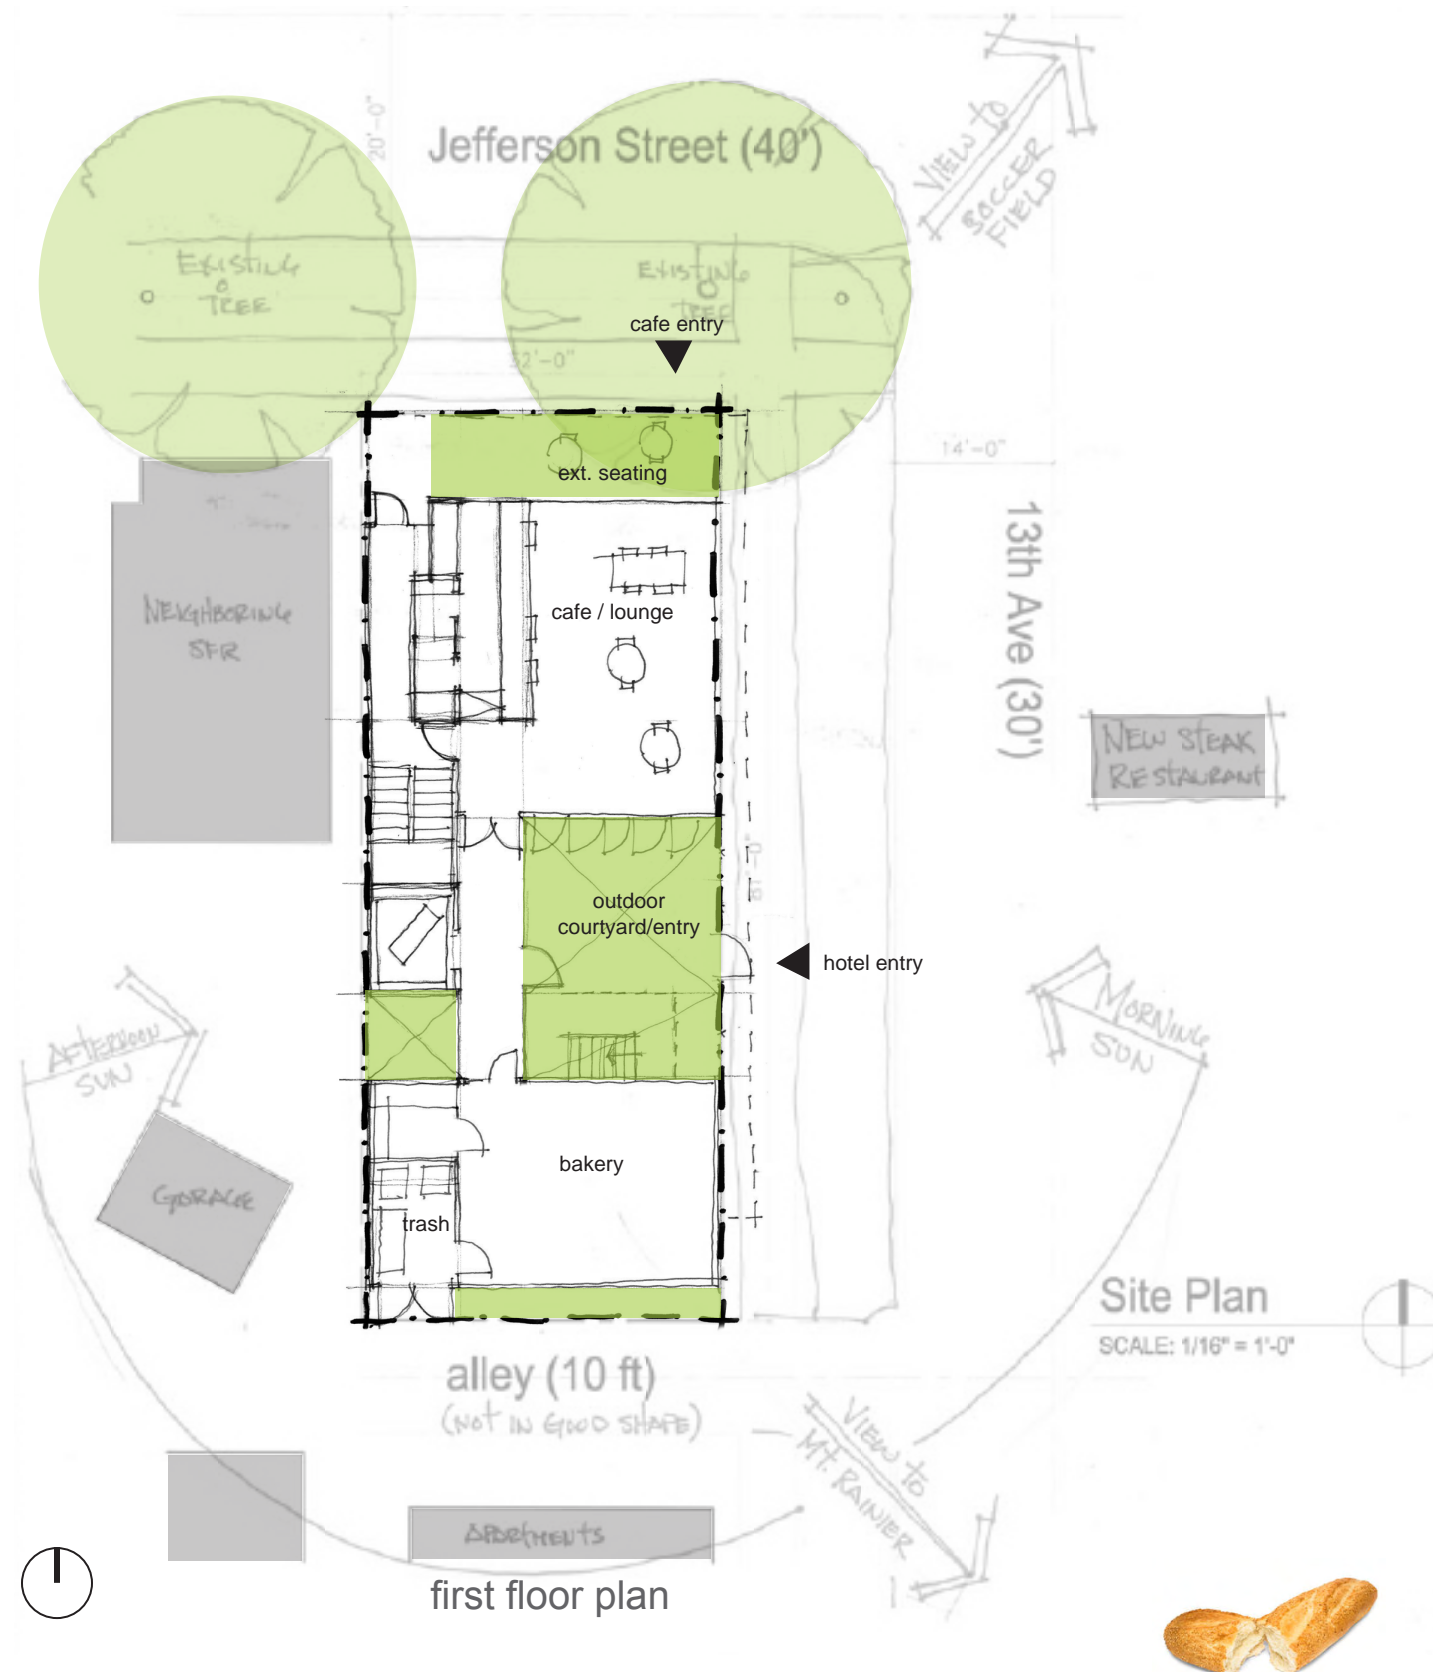 20'-0"
Jefferson Street (40')
VIEW to
SOCCER
FIELD
EXISTING
TREE
EXISTING
TREE
cafe entry
32'-0"
ext. seating
14'-0"
13th Ave (30')
NEIGHBORING
SFR
cafe / lounge
NEW STEAK
RESTAURANT
outdoor
courtyard/entry
hotel entry
AFTERNOON
SUN
MORNING
SUN
GARAGE
bakery
trash
Site Plan
SCALE: 1/16" = 1'-0"
alley (10 ft)
(NOT IN GOOD SHAPE)
VIEW to
MT. RAINIER
APARTMENTS
first floor plan